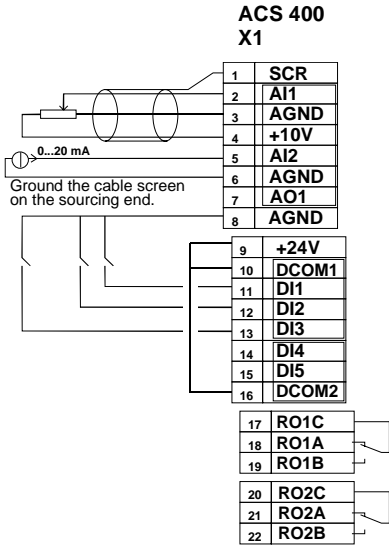 ACS 400
X1
1 SCR
2 AI1
3 AGND
4 +10V
0...20 mA
5 AI2
6 AGND
Ground the cable screen
on the sourcing end.
7 AO1
8 AGND
9 +24V
10 DCOM1
11 DI1
12 DI2
13 DI3
14 DI4
15 DI5
16 DCOM2
17 RO1C
18 RO1A
19 RO1B
20 RO2C
21 RO2A
22 RO2B